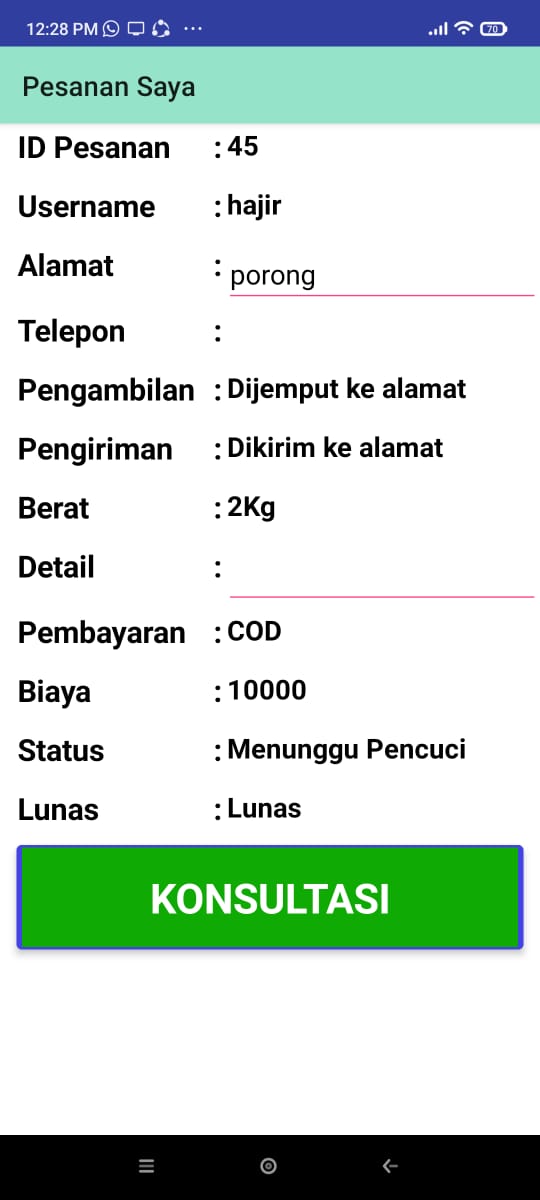 12:28 PM ... 70
Pesanan Saya
ID Pesanan : 45
Username : hajir
Alamat : porong
Telepon :
Pengambilan : Dijemput ke alamat
Pengiriman : Dikirim ke alamat
Berat : 2Kg
Detail :
Pembayaran : COD
Biaya : 10000
Status : Menunggu Pencuci
Lunas : Lunas
KONSULTASI